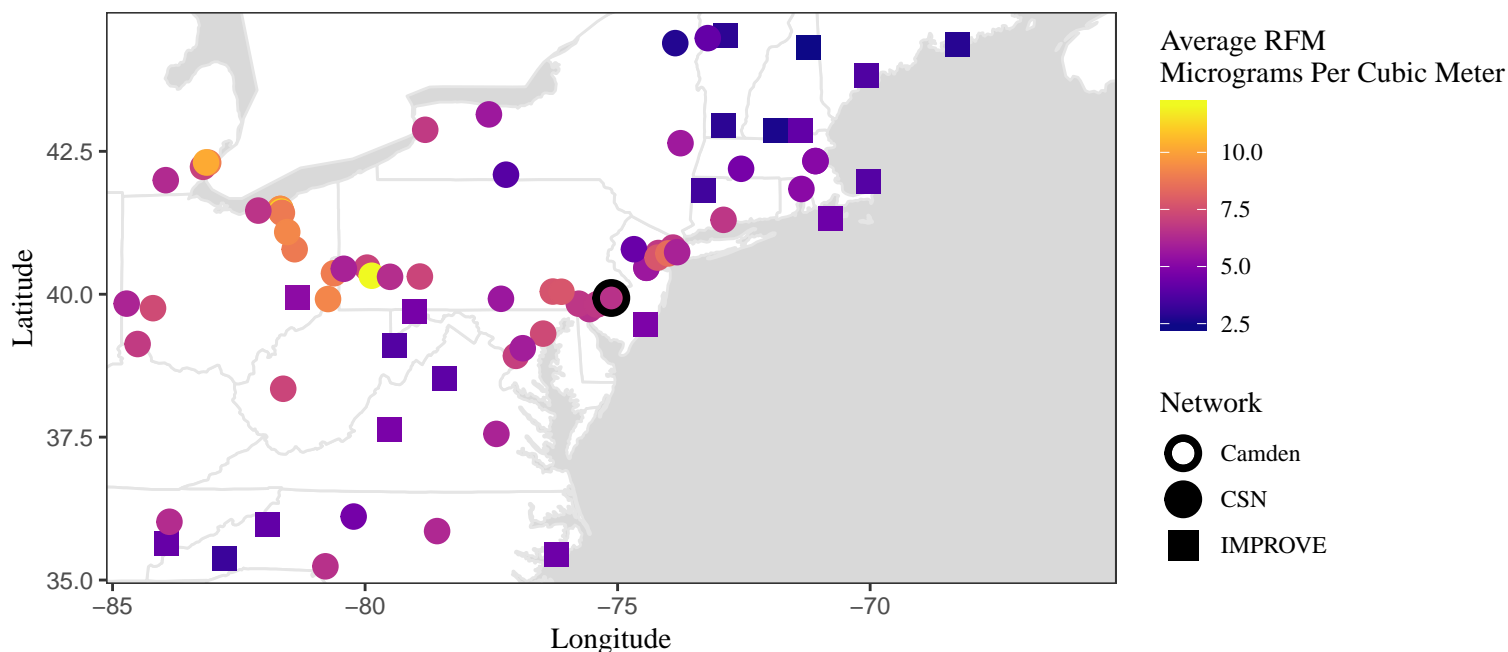 Average RFM
Micrograms Per Cubic Meter
10.0
7.5
5.0
2.5
Network
Camden
CSN
IMPROVE
Latitude
42.5
40.0
37.5
35.0
−85
−80
−75
−70
Longitude